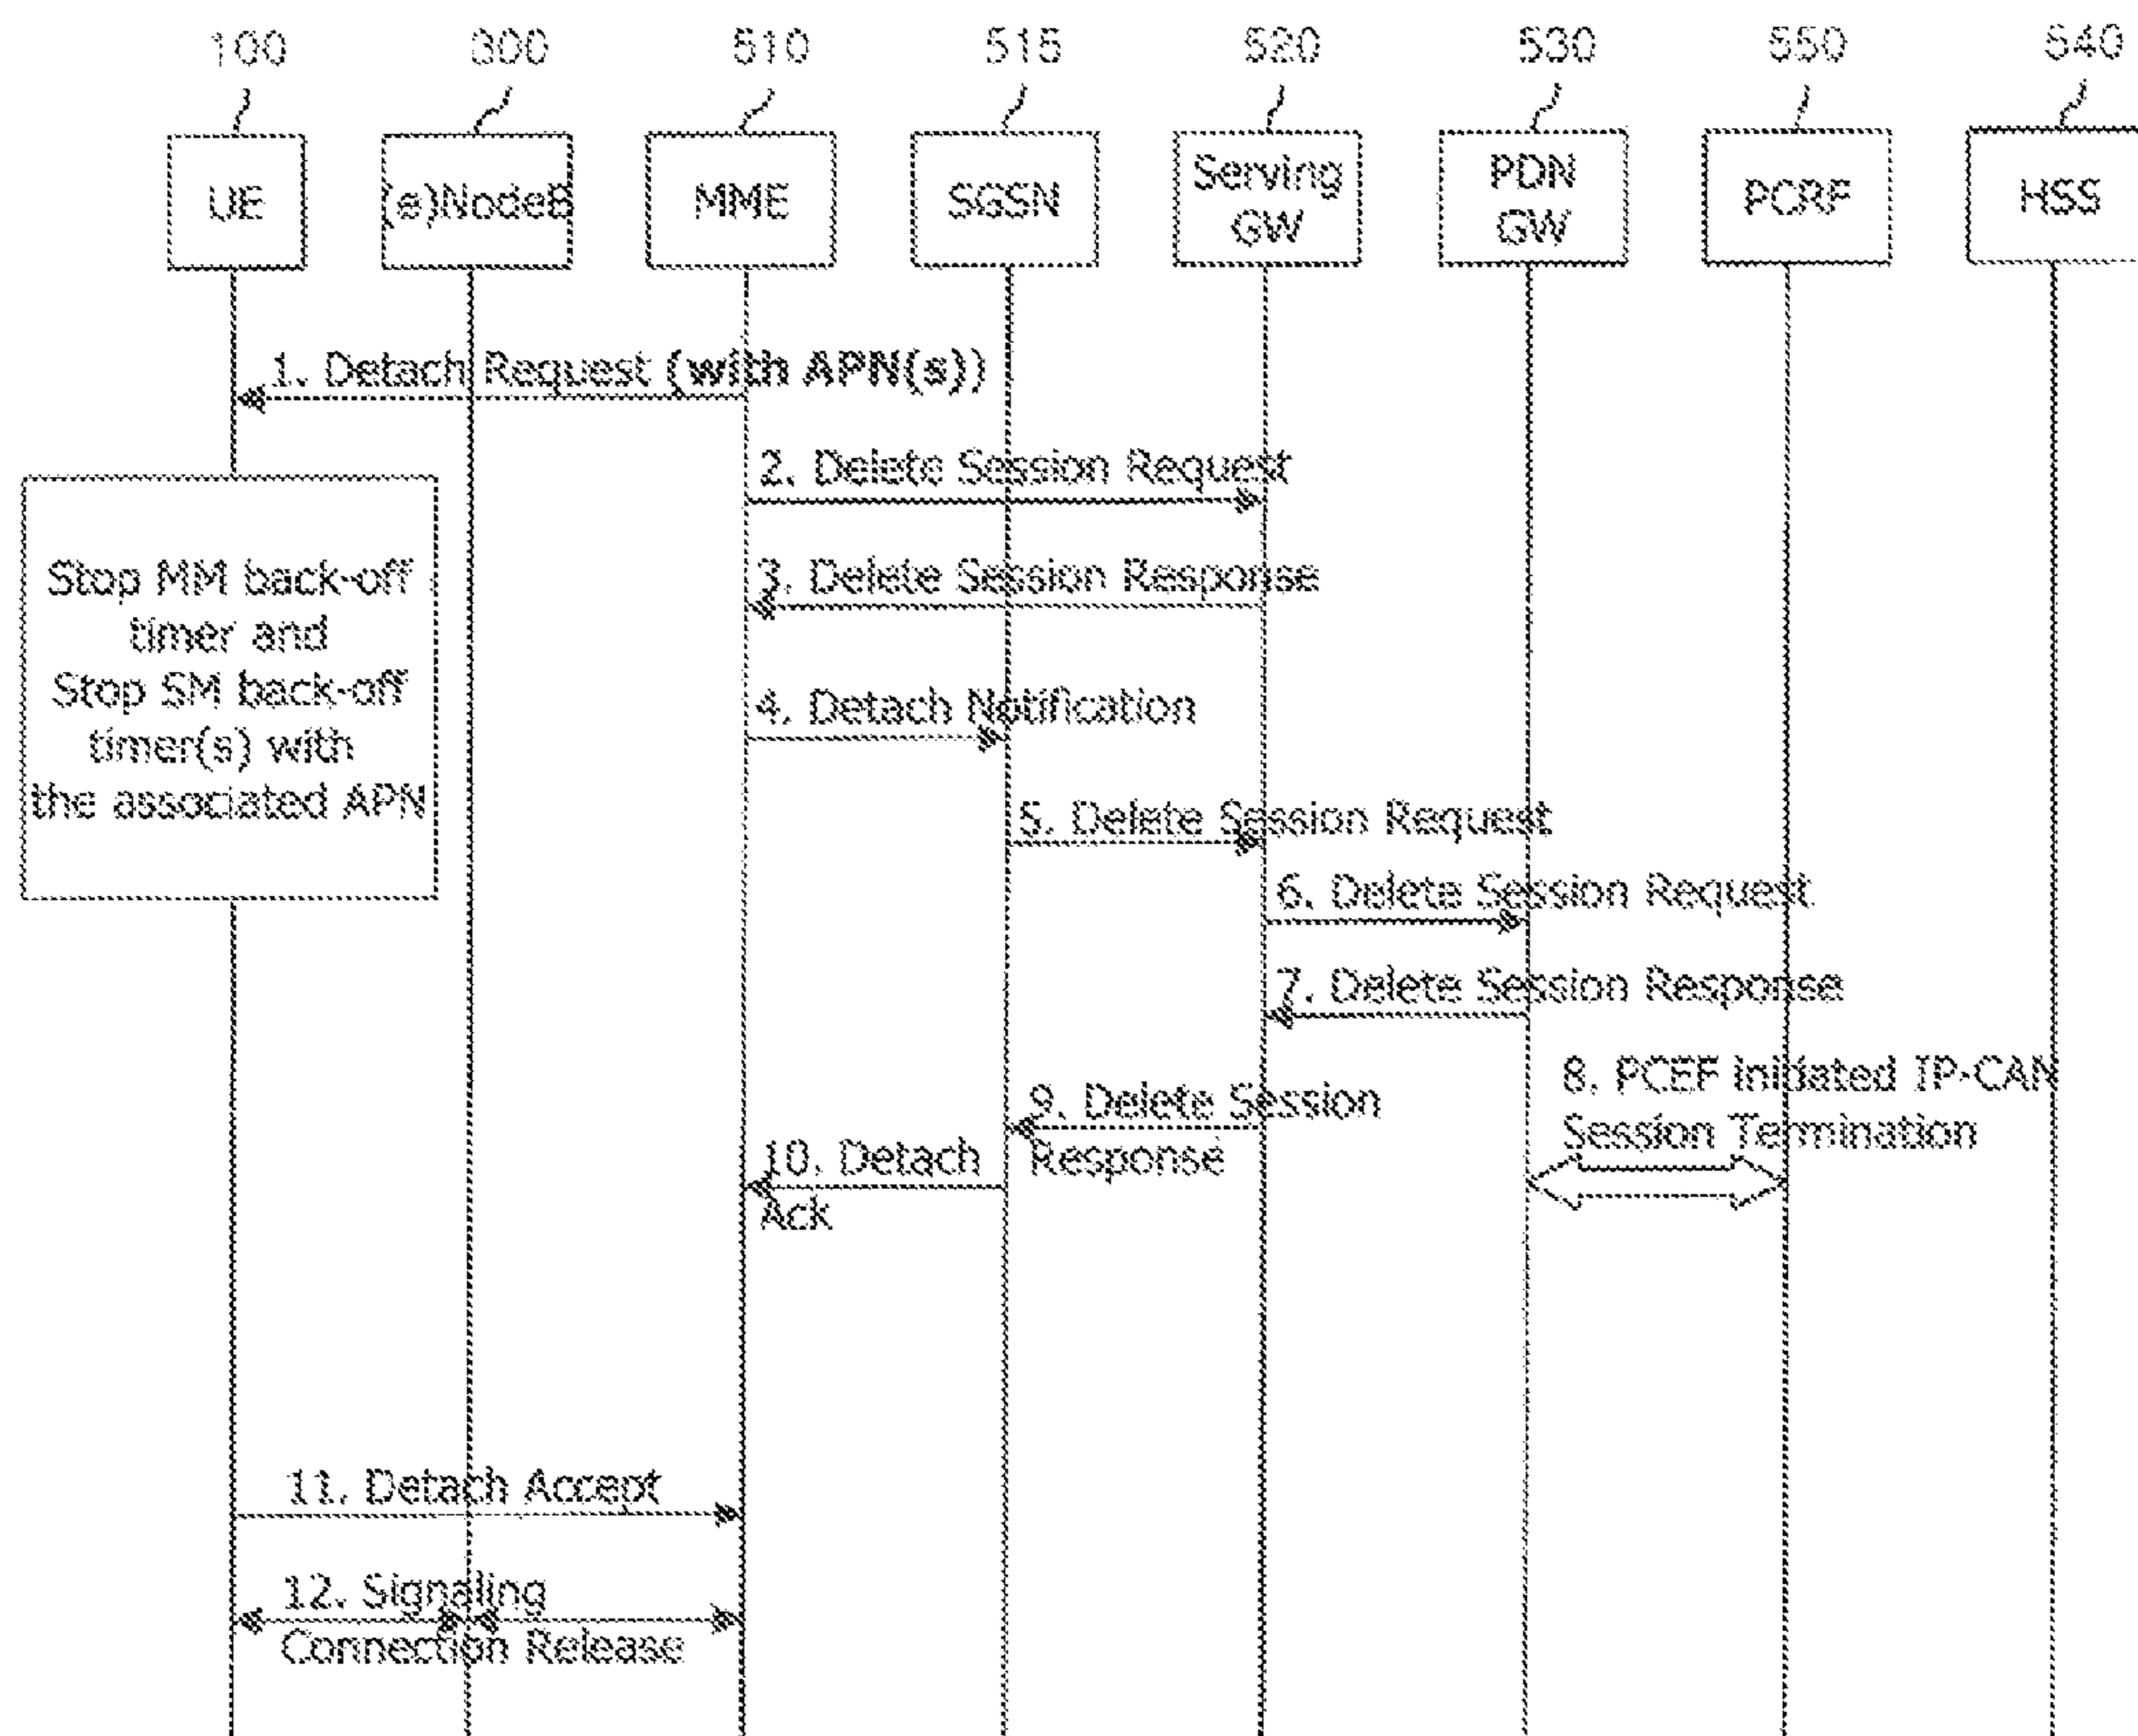 100 300 510 515 520 530 550 540
UE (e)NodeB MME SGSN Serving GW PDN GW PCRF HSS
1. Detach Request (with APN(s))
2. Delete Session Request
Stop MM back-off
timer and
Stop SM back-off
timer(s) with
the associated APN
3. Delete Session Response
4. Detach Notification
5. Delete Session Request
6. Delete Session Request
7. Delete Session Response
8. PCEF initiated IP-CAN
Session Termination
9. Delete Session
Response
10. Detach
Ack
11. Detach Accept
12. Signaling
Connection Release